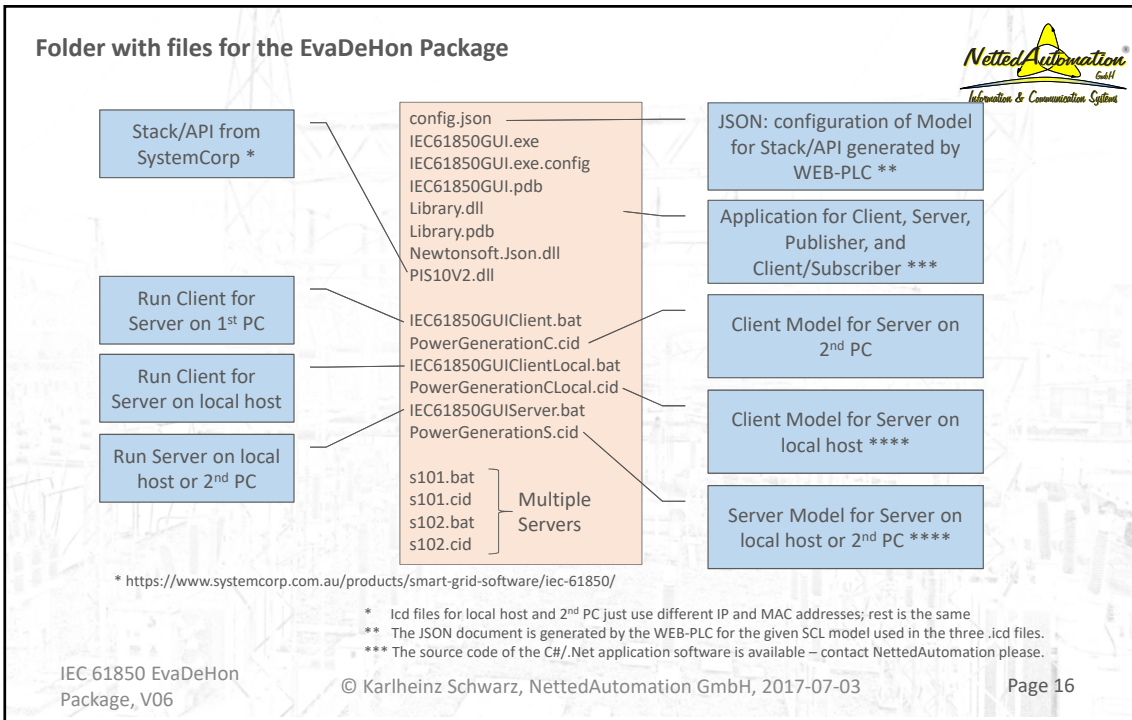 Folder with files for the EvaDeHon Package
NettedAutomation ®
GmbH
Information & Communication Systems
Stack/API from
SystemCorp *
Run Client for
Server on 1st PC
Run Client for
Server on local host
Run Server on local
host or 2nd PC
config.json
IEC61850GUI.exe
IEC61850GUI.exe.config
IEC61850GUI.pdb
Library.dll
Library.pdb
Newtonsoft.Json.dll
PIS10V2.dll
IEC61850GUIClient.bat
PowerGenerationC.cid
IEC61850GUIClientLocal.bat
PowerGenerationCLocal.cid
IEC61850GUIServer.bat
PowerGenerationS.cid
s101.bat
s101.cid
s102.bat
s102.cid
Multiple
Servers
JSON: configuration of Model
for Stack/API generated by
WEB-PLC **
Application for Client, Server,
Publisher, and
Client/Subscriber ***
Client Model for Server on
2nd PC
Client Model for Server on
local host ****
Server Model for Server on
local host or 2nd PC ****
* https://www.systemcorp.com.au/products/smart-grid-software/iec-61850/
* Icd files for local host and 2nd PC just use different IP and MAC addresses; rest is the same
** The JSON document is generated by the WEB-PLC for the given SCL model used in the three .icd files.
*** The source code of the C#/.Net application software is available – contact NettedAutomation please.
IEC 61850 EvaDeHon
Package, V06
© Karlheinz Schwarz, NettedAutomation GmbH, 2017-07-03
Page 16